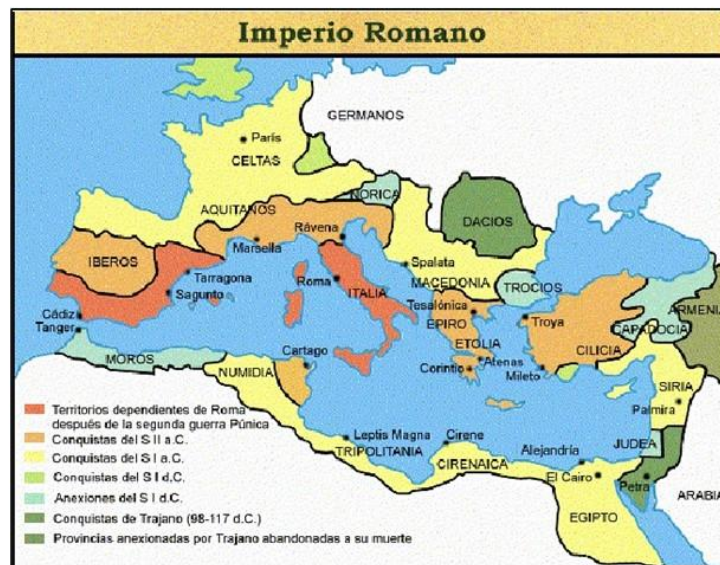 Imperio Romano
GERMANOS
París
CELTAS
NORICA
AQUITANOS
DACIOS
Rávena
Marsella
IBEROS
Spalata
Tarragona
Roma
ITALIA
MACEDONIA
TROCIOS
Sagunto
ARMENIA
Tesalónica
Troya
CAPADOCIA
Cádiz
EPIRO
Tanger
ETOLIA
CILICIA
MOROS
Cartago
Atenas
NUMIDIA
Corintio
Mileto
SIRIA
Palmira
Territorios dependientes de Roma
después de la segunda guerra Púnica
Conquistas del S II a.C.
Conquistas del S I a.C.
Conquistas del S I d.C.
Anexiones del S I d.C.
Conquistas de Trajano (98-117 d.C.)
Provincias anexionadas por Trajano abandonadas a su muerte
Leptis Magna
Cirene
TRIPOLITANIA
Alejandría
JUDEA
CIRENAICA
El Cairo
Petra
ARABIA
EGIPTO